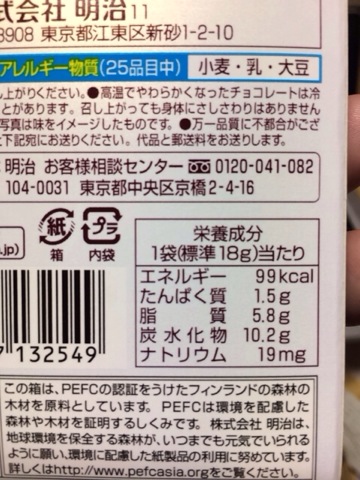 式会社 明治11
8908 東京都江東区新砂1-2-10
アレルギー物質(25品目中) 小麦・乳・大豆
し上がりください。●高温でやわらかくなったチョコレートは冷
とがあります。召し上がっても身体にさしさわりはありません
写真は味をイメージしたものです。●万一品質に不都合がござ
と下記宛にお送りください。代品と郵送料をお送りします。
明治 お客様相談センター 0120-041-082
104-0031 東京都中央区京橋2-4-16
紙
箱
プラ
内袋
栄養成分
1袋(標準18g)当たり
エネルギー 99kcal
たんぱく質 1.5g
脂質 5.8g
炭水化物 10.2g
ナトリウム 19mg
7132549
この箱は、PEFCの認証をうけたフィンランドの森林の
木材を原料としています。PEFCは環境を配慮した
森林や木材を証明するしくみです。株式会社 明治は、
地球環境を保全する森林が、いつまでも元気でいられる
ように願い、環境に配慮した紙製品の利用に努めています。
詳しくはhttp://www.pefcasia.orgをご覧ください。